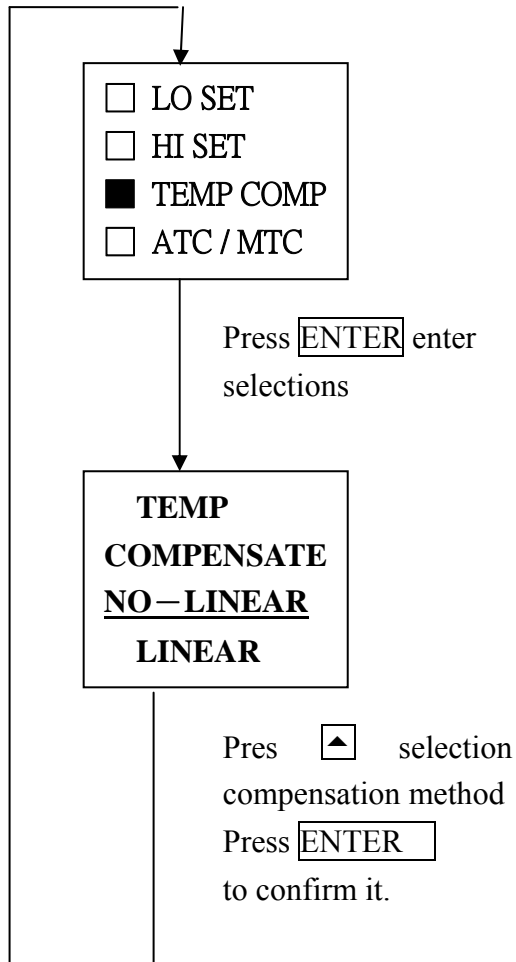 □ LO SET
□ HI SET
■ TEMP COMP
□ ATC / MTC
Press ENTER enter
selections
TEMP
COMPENSATE
NO－LINEAR
LINEAR
Pres ▲ selection
compensation method
Press ENTER
to confirm it.